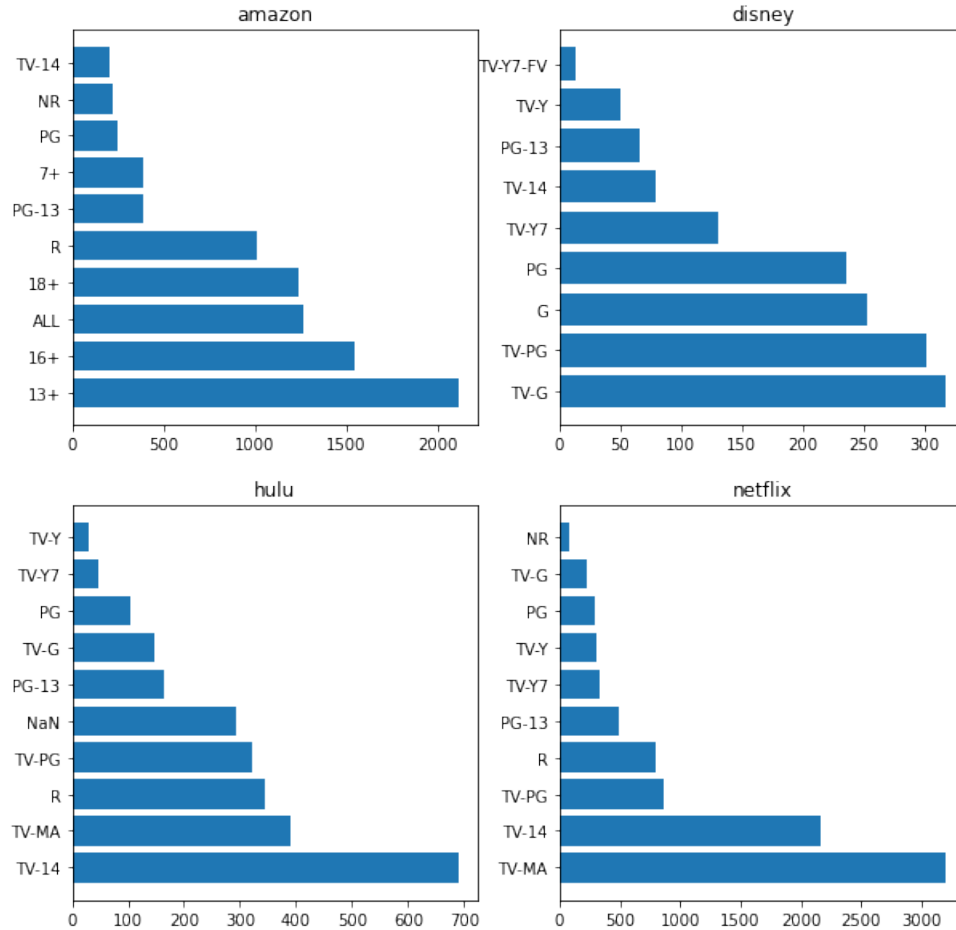 amazon
TV-14
NR
PG
7+
PG-13
R
18+
ALL
16+
13+
0 500 1000 1500 2000
disney
TV-Y7-FV
TV-Y
PG-13
TV-14
TV-Y7
PG
G
TV-PG
TV-G
0 50 100 150 200 250 300
hulu
TV-Y
TV-Y7
PG
TV-G
PG-13
NaN
TV-PG
R
TV-MA
TV-14
0 100 200 300 400 500 600 700
netflix
NR
TV-G
PG
TV-Y
TV-Y7
PG-13
R
TV-PG
TV-14
TV-MA
0 500 1000 1500 2000 2500 3000